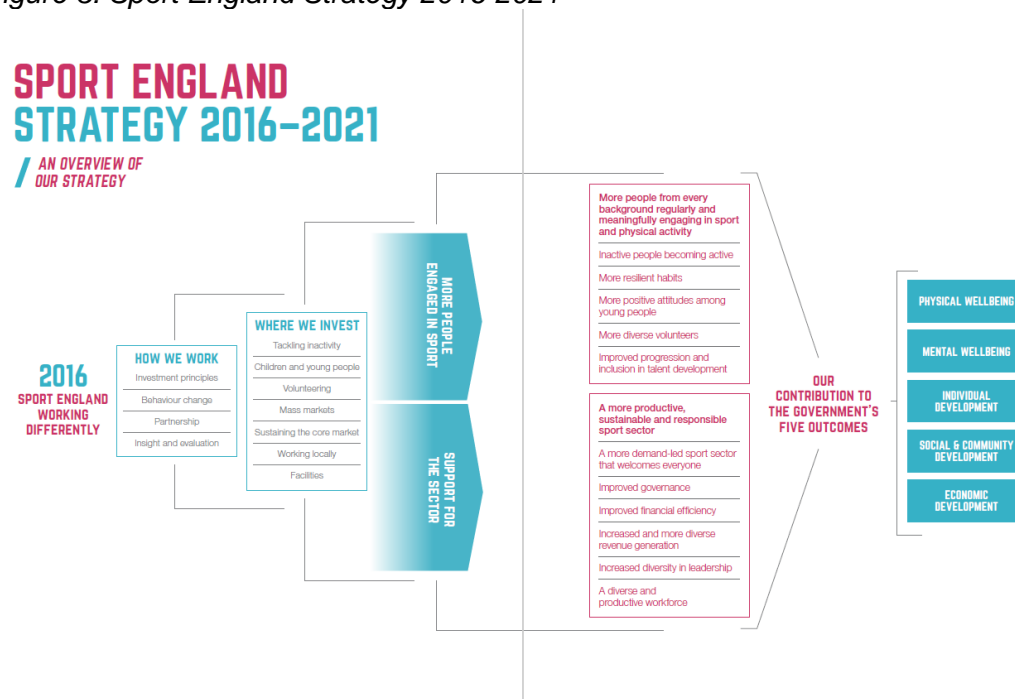 Figure 3: Sport England Strategy 2016-2021
SPORT ENGLAND
STRATEGY 2016–2021
/ AN OVERVIEW OF
OUR STRATEGY
2016
SPORT ENGLAND
WORKING
DIFFERENTLY
HOW WE WORK
Investment principles
Behaviour change
Partnership
Insight and evaluation
WHERE WE INVEST
Tackling inactivity
Children and young people
Volunteering
Mass markets
Sustaining the core market
Working locally
Facilities
MORE PEOPLE
ENGAGED IN SPORT
SUPPORT FOR
THE SECTOR
More people from every
background regularly and
meaningfully engaging in sport
and physical activity
Inactive people becoming active
More resilient habits
More positive attitudes among
young people
More diverse volunteers
Improved progression and
inclusion in talent development
A more productive,
sustainable and responsible
sport sector
A more demand-led sport sector
that welcomes everyone
Improved governance
Improved financial efficiency
Increased and more diverse
revenue generation
Increased diversity in leadership
A diverse and
productive workforce
OUR
CONTRIBUTION TO
THE GOVERNMENT'S
FIVE OUTCOMES
PHYSICAL WELLBEING
MENTAL WELLBEING
INDIVIDUAL
DEVELOPMENT
SOCIAL & COMMUNITY
DEVELOPMENT
ECONOMIC
DEVELOPMENT